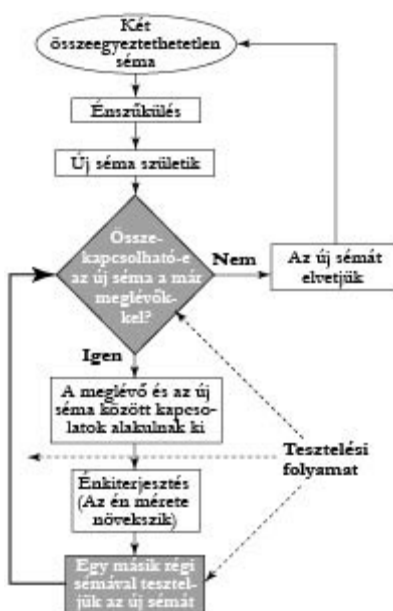 Két
összeegyeztethetetlen
séma
Énszűkülés
Új séma születik
Össze-
kapcsolható-e
az új séma a már
meglévők-
kel?
Nem
Az új sémát
elvetjük
Igen
A meglévő és az új
séma között kapcso-
latok alakulnak ki
Tesztelési
folyamat
Énkiterjesztés
(Az én mérete
növekszik)
Egy másik régi
sémával tesztel-
jük az új sémát